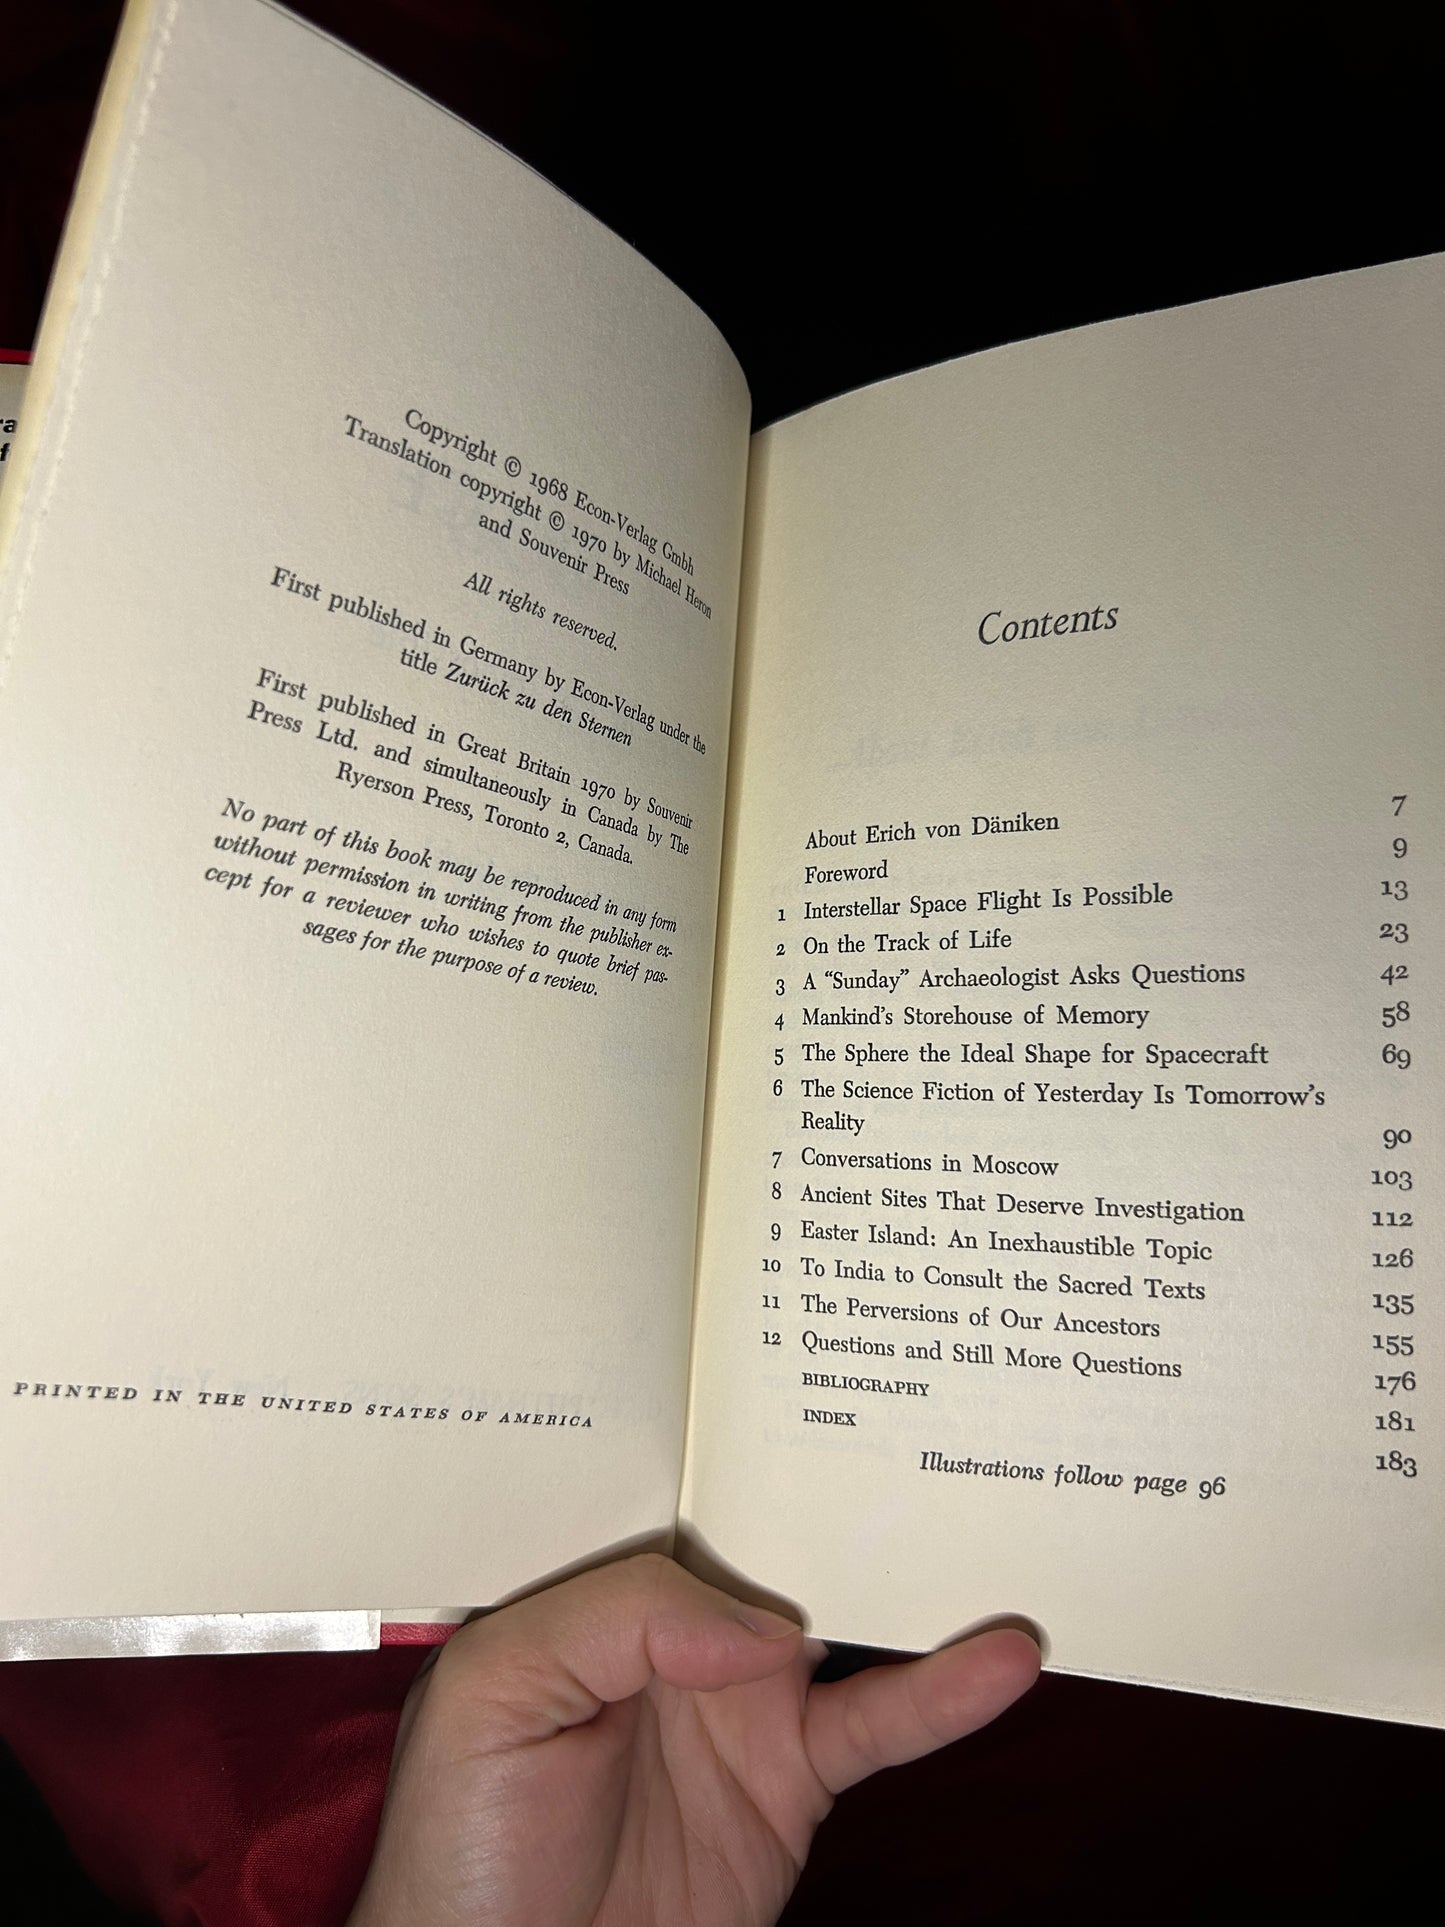 Copyright © 1968 Econ-Verlag Gmbh
Translation copyright © 1970 by Michael Heron
and Souvenir Press
All rights reserved.
First published in Germany by Econ-Verlag under the
title Zurück zu den Sternen
First published in Great Britain 1970 by Souvenir
Press Ltd. and simultaneously in Canada by The
Ryerson Press, Toronto 2, Canada.
No part of this book may be reproduced in any form
without permission in writing from the publisher ex-
cept for a reviewer who wishes to quote brief pas-
sages for the purpose of a review.
PRINTED IN THE UNITED STATES OF AMERICA
Contents
About Erich von Däniken 7
Foreword 9
1 Interstellar Space Flight Is Possible 13
2 On the Track of Life 23
3 A “Sunday” Archaeologist Asks Questions 42
4 Mankind’s Storehouse of Memory 58
5 The Sphere the Ideal Shape for Spacecraft 69
6 The Science Fiction of Yesterday Is Tomorrow’s
Reality 90
7 Conversations in Moscow 103
8 Ancient Sites That Deserve Investigation 112
9 Easter Island: An Inexhaustible Topic 126
10 To India to Consult the Sacred Texts 135
11 The Perversions of Our Ancestors 155
12 Questions and Still More Questions 176
BIBLIOGRAPHY 181
INDEX 183
Illustrations follow page 96